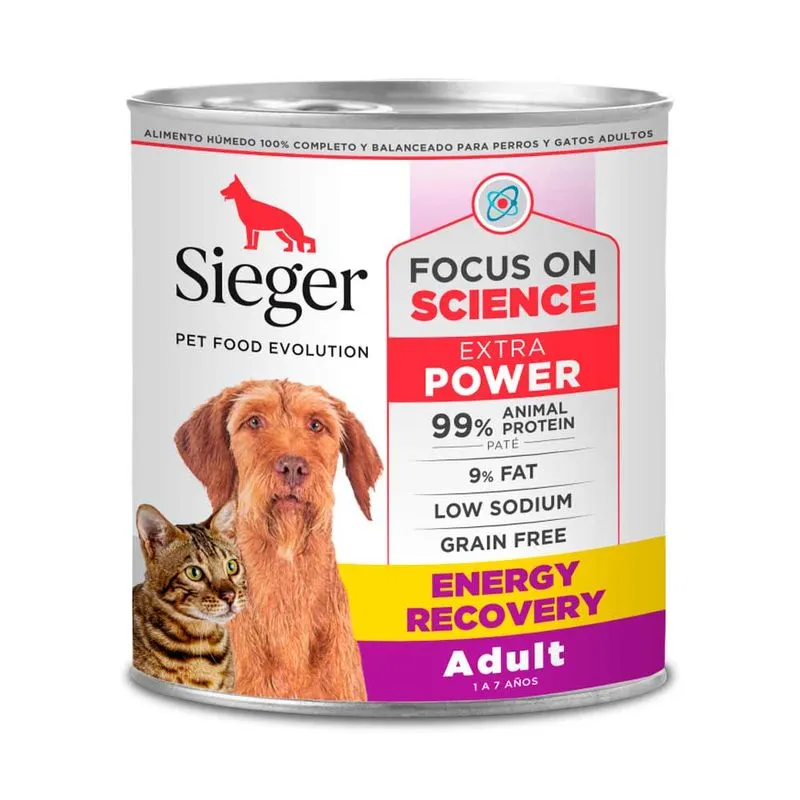 ALIMENTO HÚMEDO 100% COMPLETO Y BALANCEADO PARA PERROS Y GATOS ADULTOS
Sieger
PET FOOD EVOLUTION
FOCUS ON
SCIENCE
EXTRA
POWER
99% ANIMAL
PROTEIN
PATÉ
9% FAT
LOW SODIUM
GRAIN FREE
ENERGY
RECOVERY
Adult
1 A 7 AÑOS